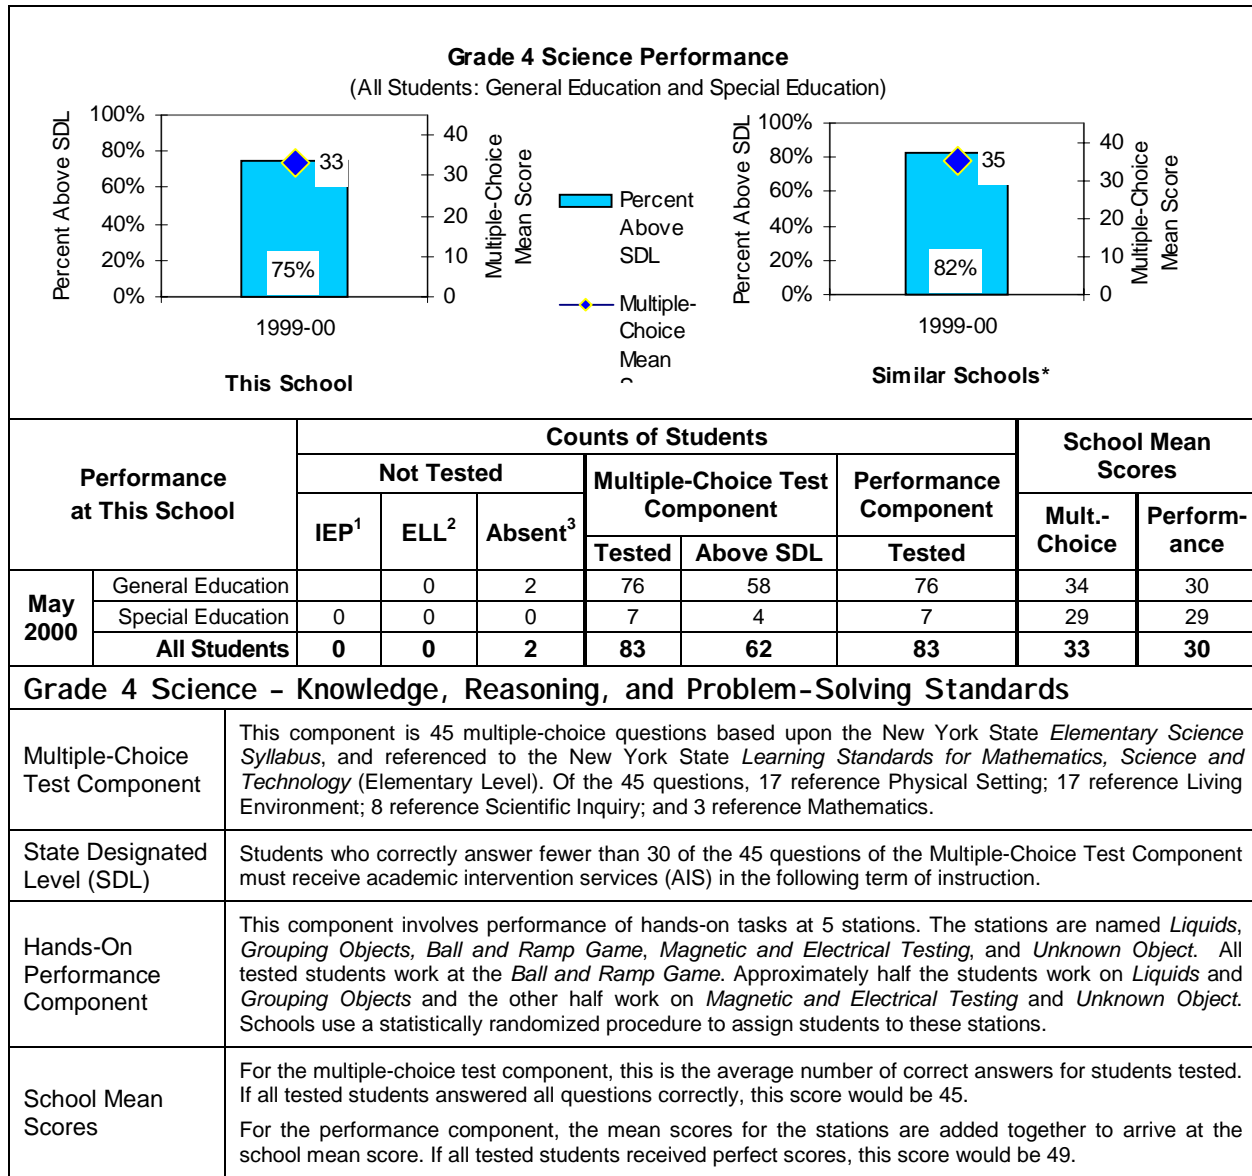 Grade 4 Science Performance
(All Students: General Education and Special Education)
Percent Above SDL
100%
80%
60%
40%
20%
0%
33
75%
40
30
20
10
0
Multiple-Choice
Mean Score
1999-00
This School
Percent
Above
SDL
Multiple-
Choice
Mean
Percent Above SDL
100%
80%
60%
40%
20%
0%
35
82%
40
30
20
10
0
Multiple-Choice
Mean Score
1999-00
Similar Schools*
Performance
at This School
Counts of Students
School Mean
Scores
Not Tested
Multiple-Choice Test
Component
Performance
Component
IEP¹ ELL² Absent³
Tested Above SDL Tested
Mult.-
Choice
Perform-
ance
May
2000
General Education 0 2 76 58 76 34 30
Special Education 0 0 0 7 4 7 29 29
All Students 0 0 2 83 62 83 33 30
Grade 4 Science – Knowledge, Reasoning, and Problem-Solving Standards
Multiple-Choice
Test Component
This component is 45 multiple-choice questions based upon the New York State Elementary Science
Syllabus, and referenced to the New York State Learning Standards for Mathematics, Science and
Technology (Elementary Level). Of the 45 questions, 17 reference Physical Setting; 17 reference Living
Environment; 8 reference Scientific Inquiry; and 3 reference Mathematics.
State Designated
Level (SDL)
Students who correctly answer fewer than 30 of the 45 questions of the Multiple-Choice Test Component
must receive academic intervention services (AIS) in the following term of instruction.
Hands-On
Performance
Component
This component involves performance of hands-on tasks at 5 stations. The stations are named Liquids,
Grouping Objects, Ball and Ramp Game, Magnetic and Electrical Testing, and Unknown Object. All
tested students work at the Ball and Ramp Game. Approximately half the students work on Liquids and
Grouping Objects and the other half work on Magnetic and Electrical Testing and Unknown Object.
Schools use a statistically randomized procedure to assign students to these stations.
School Mean
Scores
For the multiple-choice test component, this is the average number of correct answers for students tested.
If all tested students answered all questions correctly, this score would be 45.
For the performance component, the mean scores for the stations are added together to arrive at the
school mean score. If all tested students received perfect scores, this score would be 49.